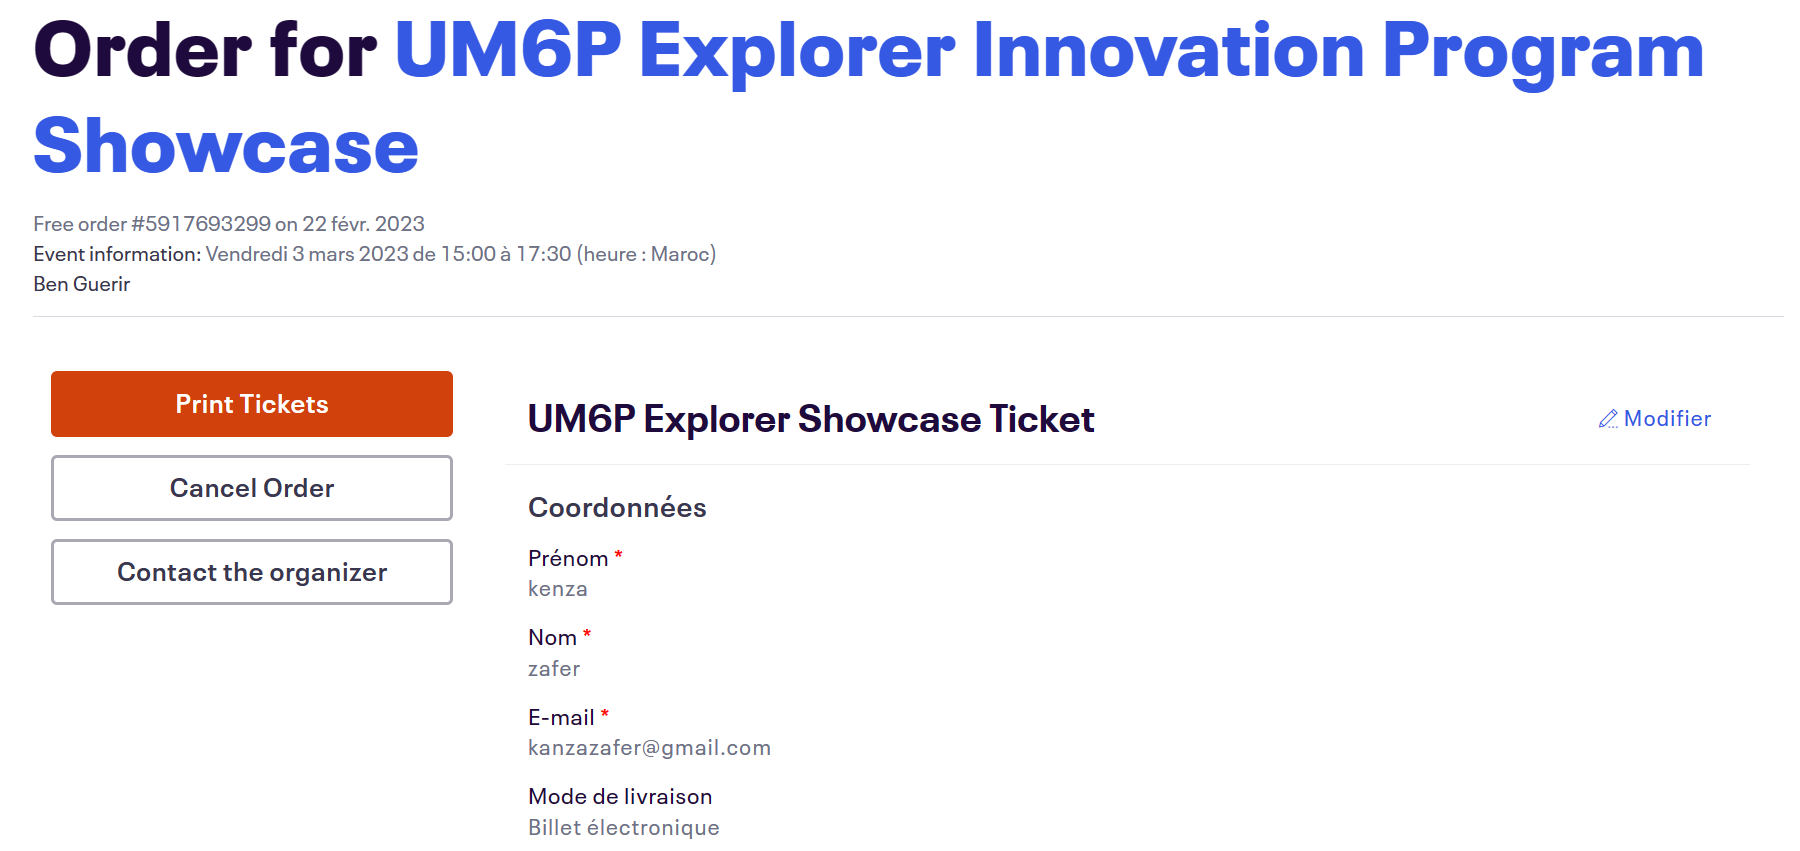 Order for UM6P Explorer Innovation Program
Showcase
Free order #5917693299 on 22 févr. 2023
Event information: Vendredi 3 mars 2023 de 15:00 à 17:30 (heure : Maroc)
Ben Guerir
Print Tickets
Cancel Order
Contact the organizer
UM6P Explorer Showcase Ticket
Modifier
Coordonnées
Prénom *
kenza
Nom *
zafer
E-mail *
kanzazafer@gmail.com
Mode de livraison
Billet électronique